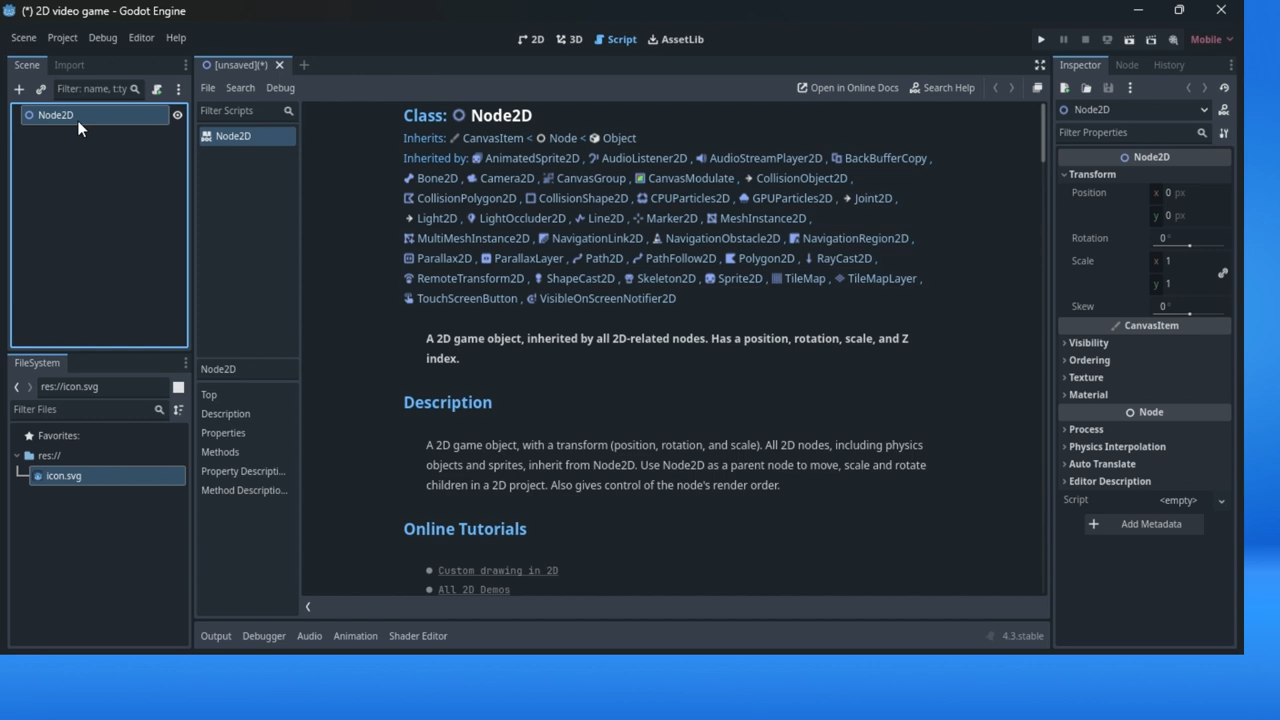 (*) 2D video game - Godot Engine
Scene Project Debug Editor Help
2D 3D Script AssetLib
Mobile
Scene Import
Filter: name, t:ty
Node2D
[unsaved](*)
File Search Debug
Open in Online Docs Search Help
Filter Scripts
Node2D
Node2D
Top
Description
Properties
Methods
Property Descripti...
Method Descriptio...
Class: Node2D
Inherits: CanvasItem < Node < Object
Inherited by: AnimatedSprite2D , AudioListener2D , AudioStreamPlayer2D , BackBufferCopy ,
Bone2D , Camera2D , CanvasGroup , CanvasModulate , CollisionObject2D ,
CollisionPolygon2D , CollisionShape2D , CPUParticles2D , GPUParticles2D , Joint2D ,
Light2D , LightOccluder2D , Line2D , Marker2D , MeshInstance2D ,
MultiMeshInstance2D , NavigationLink2D , NavigationObstacle2D , NavigationRegion2D ,
Parallax2D , ParallaxLayer , Path2D , PathFollow2D , Polygon2D , RayCast2D ,
RemoteTransform2D , ShapeCast2D , Skeleton2D , Sprite2D , TileMap , TileMapLayer ,
TouchScreenButton , VisibleOnScreenNotifier2D
A 2D game object, inherited by all 2D-related nodes. Has a position, rotation, scale, and Z
index.
Description
A 2D game object, with a transform (position, rotation, and scale). All 2D nodes, including physics
objects and sprites, inherit from Node2D. Use Node2D as a parent node to move, scale and rotate
children in a 2D project. Also gives control of the node's render order.
Online Tutorials
Custom drawing in 2D
All 2D Demos
FileSystem
res://icon.svg
Filter Files
Favorites:
res://
icon.svg
Output Debugger Audio Animation Shader Editor
4.3.stable
Inspector Node History
Node2D
Filter Properties
Node2D
Transform
Position x 0 px
y 0 px
Rotation 0 °
Scale x 1
y 1
Skew 0 °
CanvasItem
Visibility
Ordering
Texture
Material
Node
Process
Physics Interpolation
Auto Translate
Editor Description
Script <empty>
Add Metadata